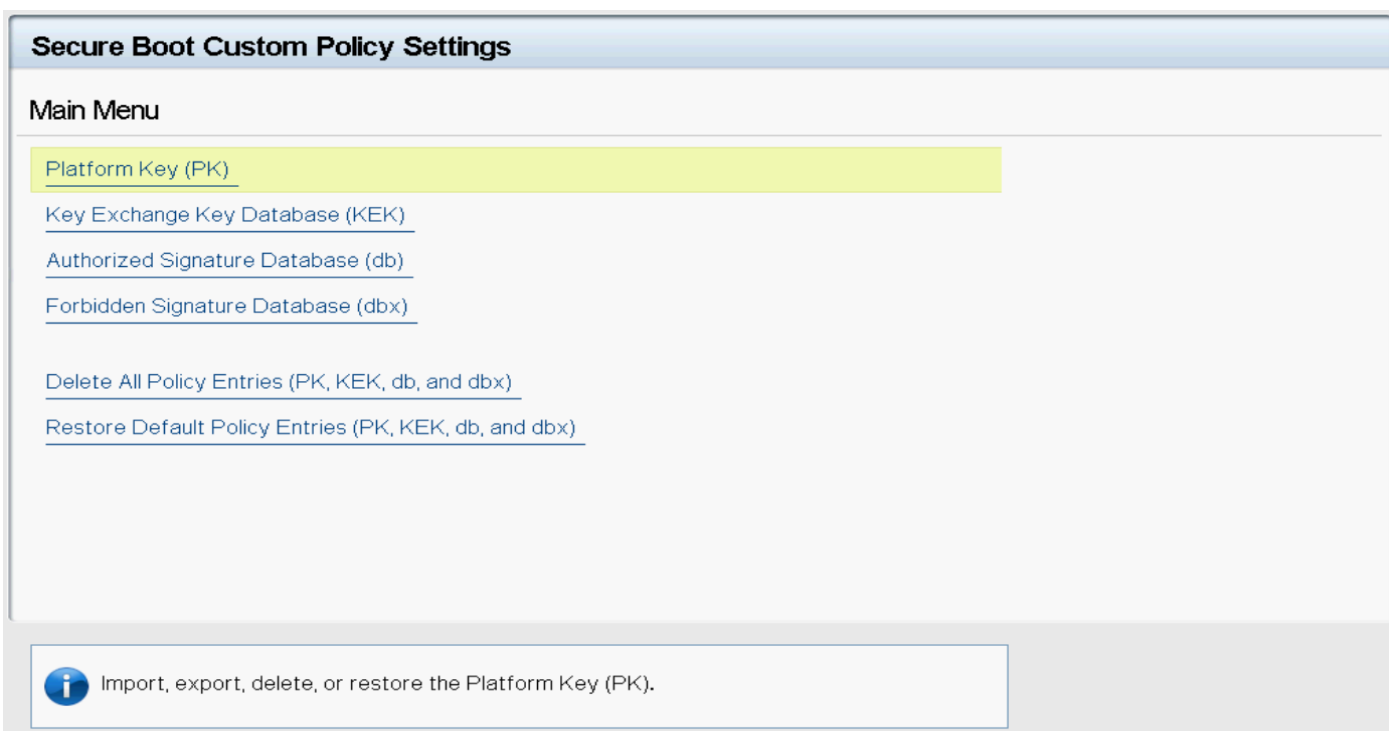 Secure Boot Custom Policy Settings
Main Menu
Platform Key (PK)
Key Exchange Key Database (KEK)
Authorized Signature Database (db)
Forbidden Signature Database (dbx)
Delete All Policy Entries (PK, KEK, db, and dbx)
Restore Default Policy Entries (PK, KEK, db, and dbx)
Import, export, delete, or restore the Platform Key (PK).